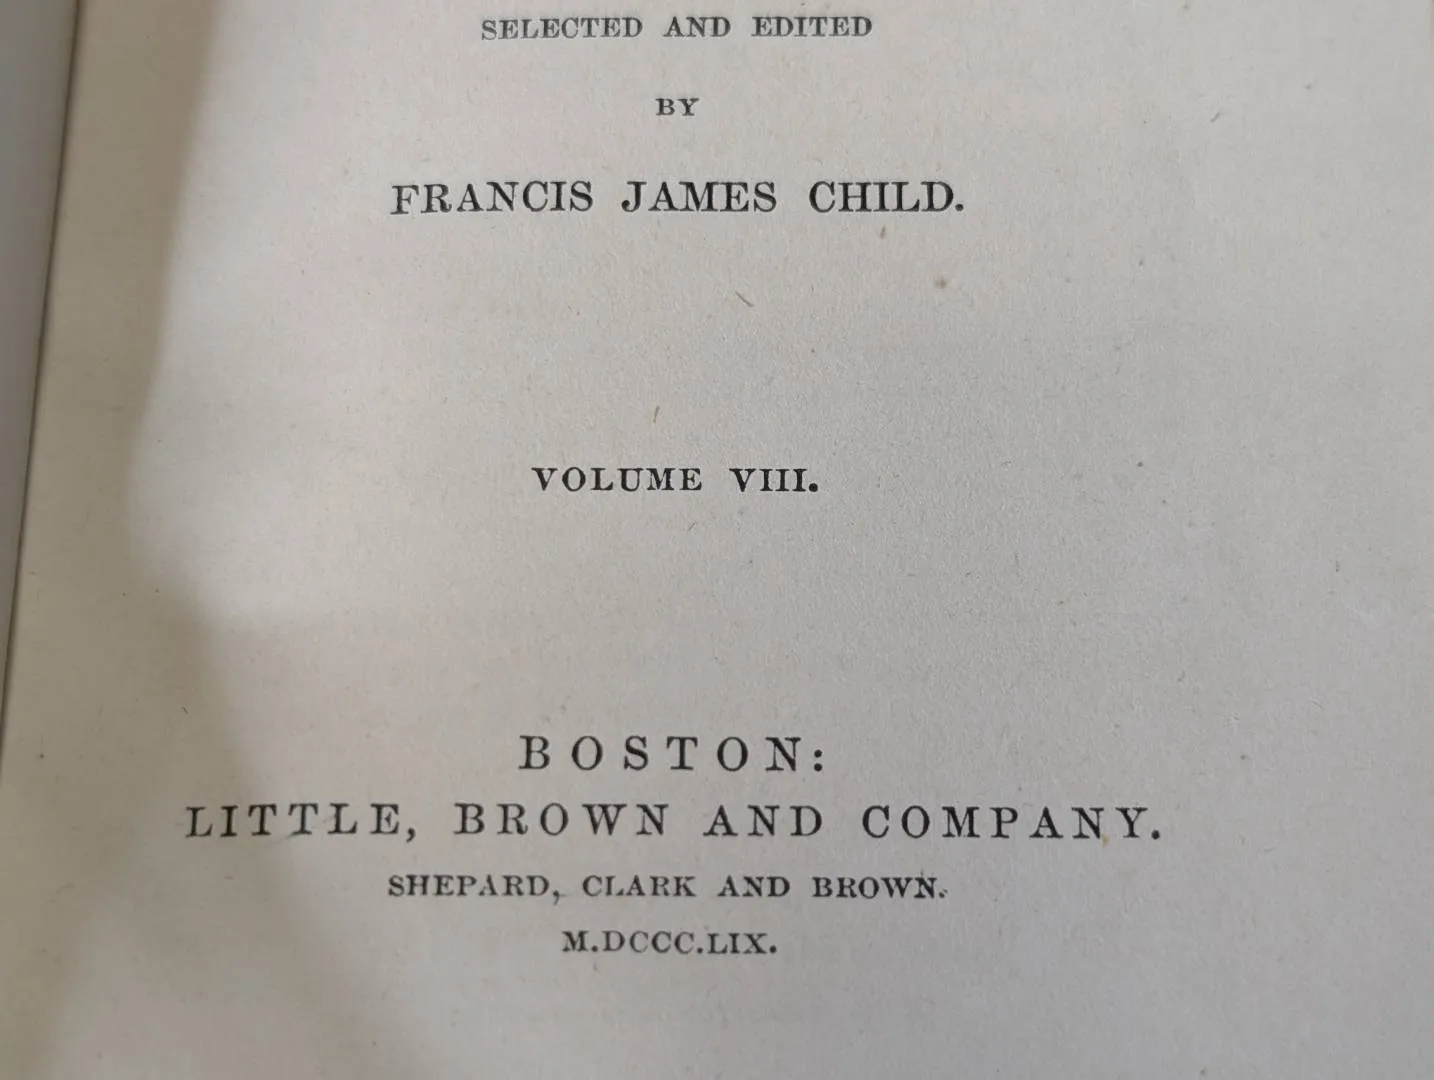 SELECTED AND EDITED
BY
FRANCIS JAMES CHILD.
VOLUME VIII.
BOSTON:
LITTLE, BROWN AND COMPANY.
SHEPARD, CLARK AND BROWN.
M.DCCC.LIX.